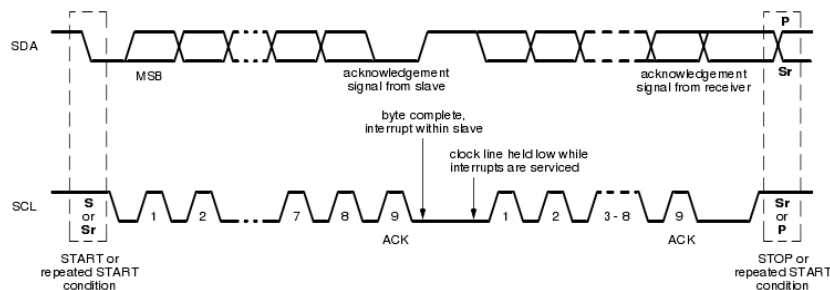 P
SDA
MSB
acknowledgement
signal from slave
acknowledgement
signal from receiver
Sr
byte complete,
interrupt within slave
clock line held low while
interrupts are serviced
SCL
S
or
Sr
1
2
7
8
9
1
2
3 - 8
9
Sr
or
P
ACK
ACK
START or
repeated START
condition
STOP or
repeated START
condition